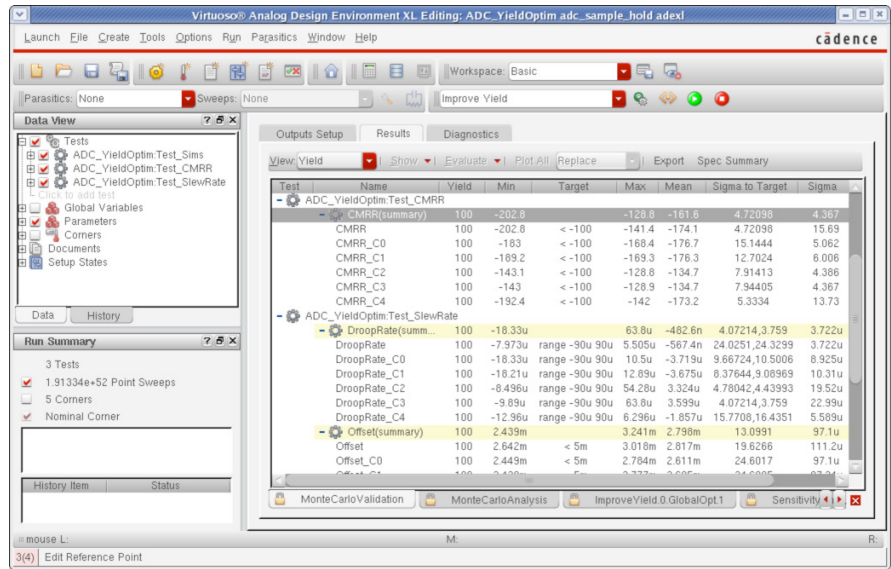 Virtuoso® Analog Design Environment XL Editing: ADC_YieldOptim adc_sample_hold adexl
Launch File Create Tools Options Run Parasitics Window Help
cādence
Workspace: Basic
Parasitics: None Sweeps: None Improve Yield
Data View
Tests
ADC_YieldOptim:Test_Sims
ADC_YieldOptim:Test_CMRR
ADC_YieldOptim:Test_SlewRate
Click to add test
Global Variables
Parameters
Corners
Documents
Setup States
Data History
Run Summary
3 Tests
1.91334e+52 Point Sweeps
5 Corners
Nominal Corner
History Item Status
Outputs Setup Results Diagnostics
View: Yield Show Evaluate Plot All Replace Export Spec Summary
Test Name Yield Min Target Max Mean Sigma to Target Sigma
ADC_YieldOptim:Test_CMRR
CMRR(summary) 100 -202.8 -128.8 -161.6 4.72098 4.367
CMRR 100 -202.8 < -100 -141.4 -174.1 4.72098 15.69
CMRR_C0 100 -183 < -100 -168.4 -176.7 15.1444 5.062
CMRR_C1 100 -189.2 < -100 -169.3 -176.3 12.7024 6.006
CMRR_C2 100 -143.1 < -100 -128.8 -134.7 7.91413 4.386
CMRR_C3 100 -143 < -100 -128.9 -134.7 7.94405 4.367
CMRR_C4 100 -192.4 < -100 -142 -173.2 5.3334 13.73
ADC_YieldOptim:Test_SlewRate
DroopRate(summ... 100 -18.33u 63.8u -482.6n 4.07214,3.759 3.722u
DroopRate 100 -7.973u range -90u 90u 5.505u -567.4n 24.0251,24.3299 3.722u
DroopRate_C0 100 -18.33u range -90u 90u 10.5u -3.719u 9.66724,10.5006 8.925u
DroopRate_C1 100 -18.21u range -90u 90u 12.89u -3.675u 8.37644,9.08969 10.31u
DroopRate_C2 100 -8.496u range -90u 90u 54.28u 3.324u 4.78042,4.43993 19.52u
DroopRate_C3 100 -9.89u range -90u 90u 63.8u 3.599u 4.07214,3.759 22.99u
DroopRate_C4 100 -12.96u range -90u 90u 6.296u -1.857u 15.7708,16.4351 5.589u
Offset(summary) 100 2.439m 3.241m 2.798m 13.0991 97.1u
Offset 100 2.642m < 5m 3.018m 2.817m 19.6266 111.2u
Offset_C0 100 2.449m < 5m 2.784m 2.611m 24.6017 97.1u
MonteCarloValidation MonteCarloAnalysis ImproveYield.0.GlobalOpt.1 Sensitivity
mouse L: M: R:
3(4) Edit Reference Point